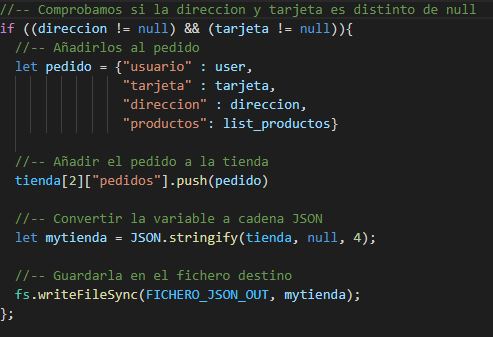 //-- Comprobamos si la direccion y tarjeta es distinto de null
if ((direccion != null) && (tarjeta != null)){
  //-- Añadirlos al pedido
  let pedido = {"usuario" : user,
                "tarjeta" : tarjeta,
                "direccion" : direccion,
                "productos": list_productos}

  //-- Añadir el pedido a la tienda
  tienda[2]["pedidos"].push(pedido)

  //-- Convertir la variable a cadena JSON
  let mytienda = JSON.stringify(tienda, null, 4);

  //-- Guardarla en el fichero destino
  fs.writeFileSync(FICHERO_JSON_OUT, mytienda);
};